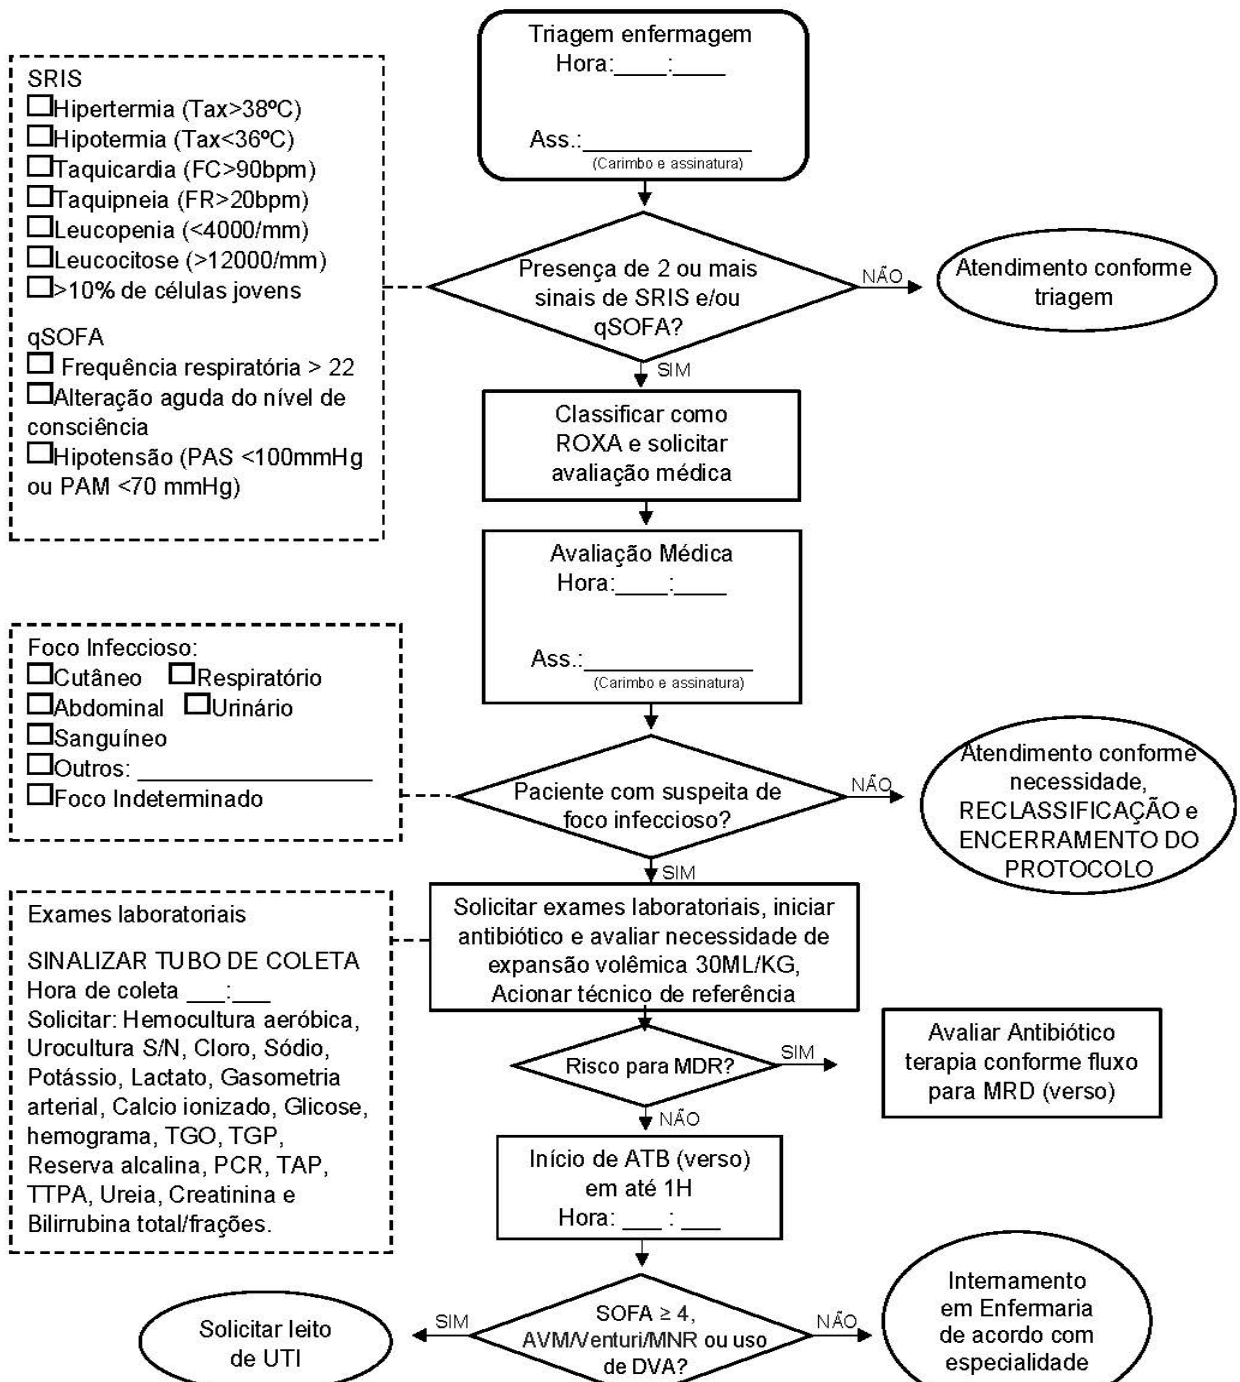 Triagem enfermagem
Hora:____:____
Ass.:_____________
(Carimbo e assinatura)
SRIS
☐Hipertermia (Tax>38ºC)
☐Hipotermia (Tax<36ºC)
☐Taquicardia (FC>90bpm)
☐Taquipneia (FR>20bpm)
☐Leucopenia (<4000/mm)
☐Leucocitose (>12000/mm)
☐>10% de células jovens
qSOFA
☐ Frequência respiratória > 22
☐Alteração aguda do nível de
consciência
☐Hipotensão (PAS <100mmHg
ou PAM <70 mmHg)
Presença de 2 ou mais
sinais de SRIS e/ou
qSOFA?
NÃO
Atendimento conforme
triagem
SIM
Classificar como
ROXA e solicitar
avaliação médica
Avaliação Médica
Hora:____:____
Ass.:_____________
(Carimbo e assinatura)
Foco Infeccioso:
☐Cutâneo ☐Respiratório
☐Abdominal ☐Urinário
☐Sanguíneo
☐Outros: __________________
☐Foco Indeterminado
Paciente com suspeita de
foco infeccioso?
NÃO
Atendimento conforme
necessidade,
RECLASSIFICAÇÃO e
ENCERRAMENTO DO
PROTOCOLO
SIM
Solicitar exames laboratoriais, iniciar
antibiótico e avaliar necessidade de
expansão volêmica 30ML/KG,
Acionar técnico de referência
Exames laboratoriais
SINALIZAR TUBO DE COLETA
Hora de coleta ___:___
Solicitar: Hemocultura aeróbica,
Urocultura S/N, Cloro, Sódio,
Potássio, Lactato, Gasometria
arterial, Calcio ionizado, Glicose,
hemograma, TGO, TGP,
Reserva alcalina, PCR, TAP,
TTPA, Ureia, Creatinina e
Bilirrubina total/frações.
Risco para MDR?
SIM
Avaliar Antibiótico
terapia conforme fluxo
para MRD (verso)
NÃO
Início de ATB (verso)
em até 1H
Hora: ___ : ___
SOFA ≥ 4,
AVM/Venturi/MNR ou uso
de DVA?
SIM
Solicitar leito
de UTI
NÃO
Internamento
em Enfermaria
de acordo com
especialidade